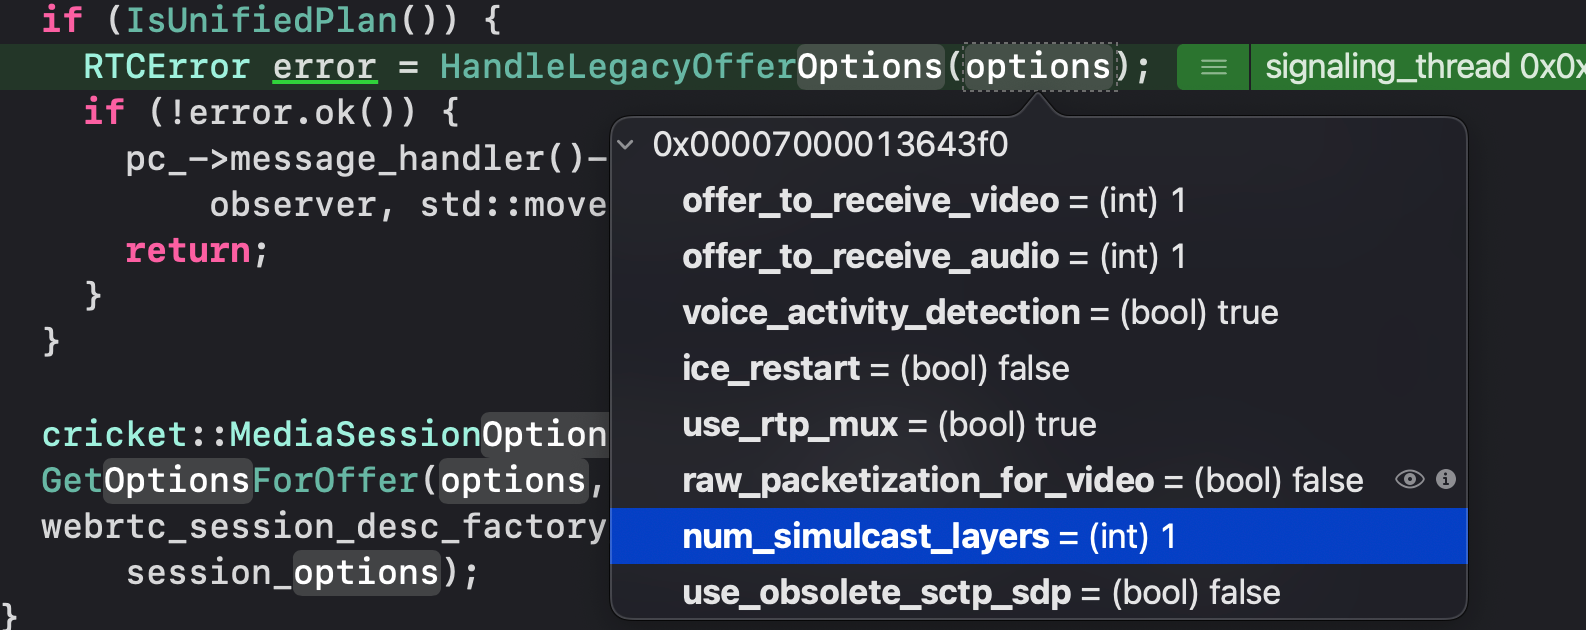 if (IsUnifiedPlan()) {
RTCError error = HandleLegacyOfferOptions(options); signaling_thread 0x0x
if (!error.ok()) {
pc_->message_handler()-
observer, std::move
return;
}
}
cricket::MediaSessionOption
GetOptionsForOffer(options,
webrtc_session_desc_factory
session_options);
}
0x00007000013643f0
offer_to_receive_video = (int) 1
offer_to_receive_audio = (int) 1
voice_activity_detection = (bool) true
ice_restart = (bool) false
use_rtp_mux = (bool) true
raw_packetization_for_video = (bool) false
num_simulcast_layers = (int) 1
use_obsolete_sctp_sdp = (bool) false